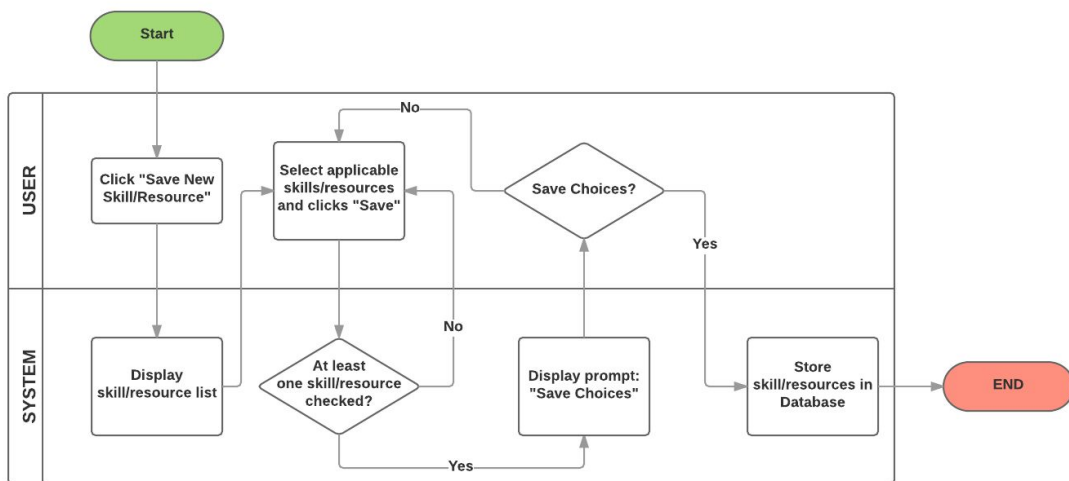 Start
USER
Click "Save New
Skill/Resource"
Select applicable
skills/resources
and clicks "Save"
No
Save Choices?
Yes
No
SYSTEM
Display
skill/resource list
At least
one skill/resource
checked?
Yes
Display prompt:
"Save Choices"
Store
skill/resources in
Database
END